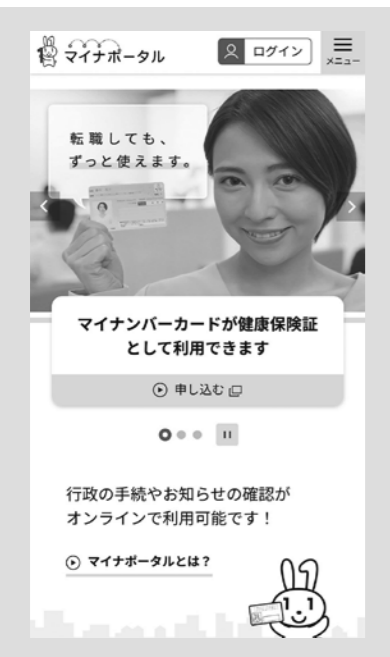 マイナポータル
ログイン
メニュー
転職しても、
ずっと使えます。
マイナンバーカードが健康保険証
として利用できます
申し込む
行政の手続やお知らせの確認が
オンラインで利用可能です！
マイナポータルとは？